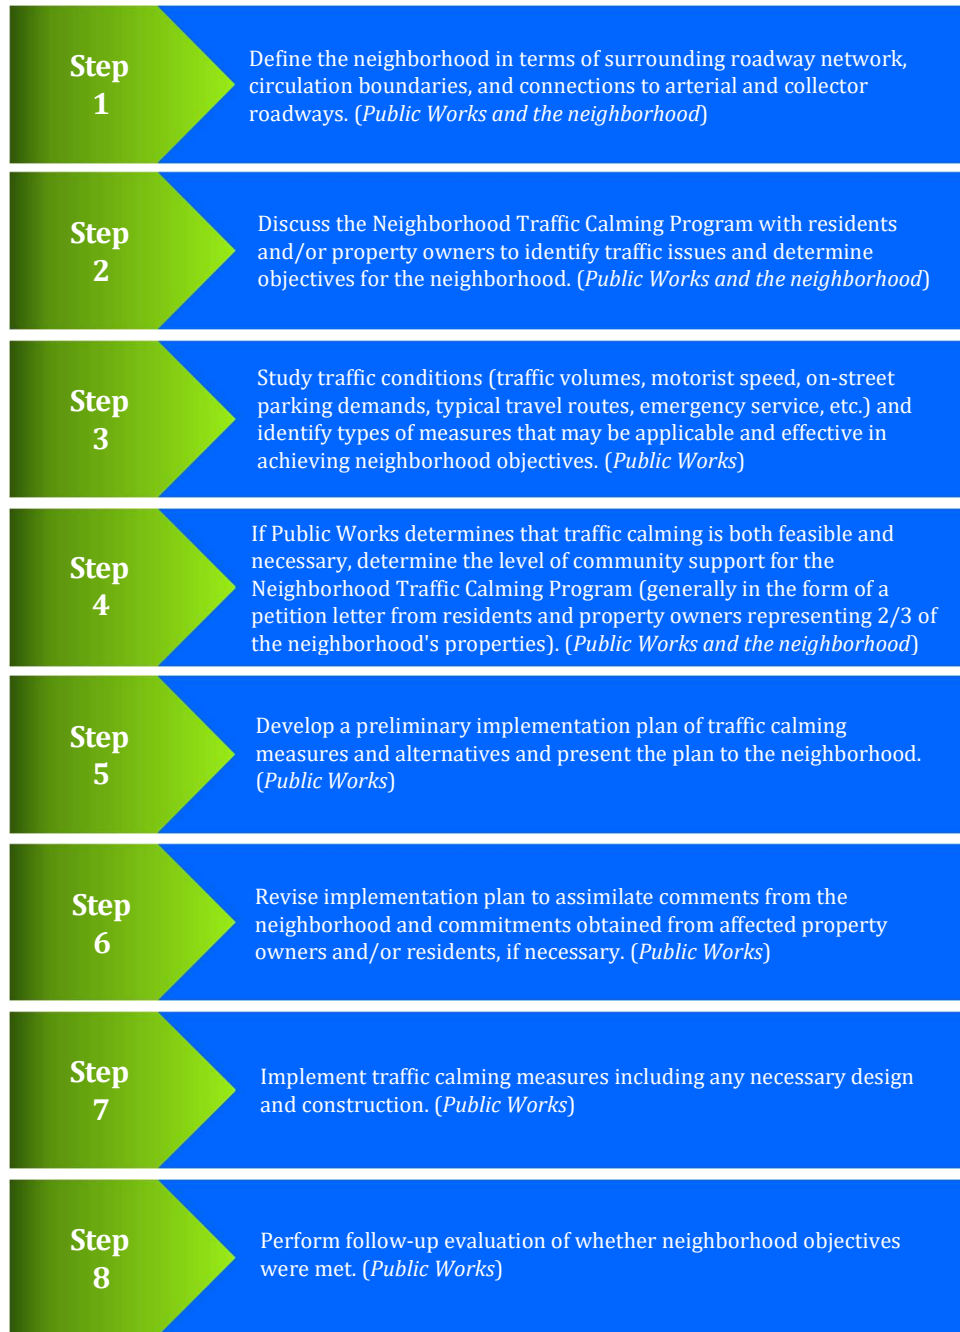 Step
1
Define the neighborhood in terms of surrounding roadway network,
circulation boundaries, and connections to arterial and collector
roadways. (Public Works and the neighborhood)
Step
2
Discuss the Neighborhood Traffic Calming Program with residents
and/or property owners to identify traffic issues and determine
objectives for the neighborhood. (Public Works and the neighborhood)
Step
3
Study traffic conditions (traffic volumes, motorist speed, on-street
parking demands, typical travel routes, emergency service, etc.) and
identify types of measures that may be applicable and effective in
achieving neighborhood objectives. (Public Works)
Step
4
If Public Works determines that traffic calming is both feasible and
necessary, determine the level of community support for the
Neighborhood Traffic Calming Program (generally in the form of a
petition letter from residents and property owners representing 2/3 of
the neighborhood's properties). (Public Works and the neighborhood)
Step
5
Develop a preliminary implementation plan of traffic calming
measures and alternatives and present the plan to the neighborhood.
(Public Works)
Step
6
Revise implementation plan to assimilate comments from the
neighborhood and commitments obtained from affected property
owners and/or residents, if necessary. (Public Works)
Step
7
Implement traffic calming measures including any necessary design
and construction. (Public Works)
Step
8
Perform follow-up evaluation of whether neighborhood objectives
were met. (Public Works)